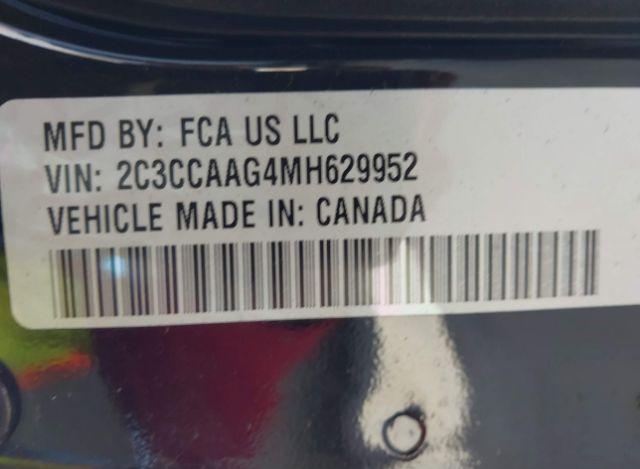 MFD BY: FCA US LLC
VIN: 2C3CCAAG4MH629952
VEHICLE MADE IN: CANADA